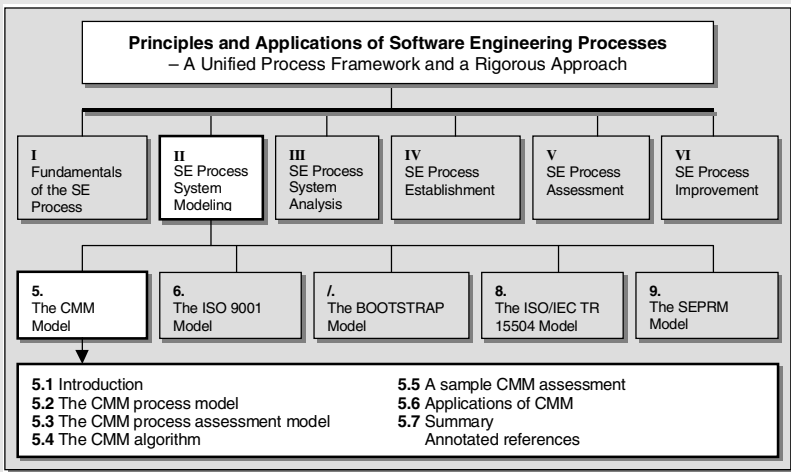 Principles and Applications of Software Engineering Processes
– A Unified Process Framework and a Rigorous Approach
I
Fundamentals
of the SE
Process
II
SE Process
System
Modeling
III
SE Process
System
Analysis
IV
SE Process
Establishment
V
SE Process
Assessment
VI
SE Process
Improvement
5.
The CMM
Model
6.
The ISO 9001
Model
/.
The BOOTSTRAP
Model
8.
The ISO/IEC TR
15504 Model
9.
The SEPRM
Model
5.1 Introduction
5.2 The CMM process model
5.3 The CMM process assessment model
5.4 The CMM algorithm
5.5 A sample CMM assessment
5.6 Applications of CMM
5.7 Summary
Annotated references